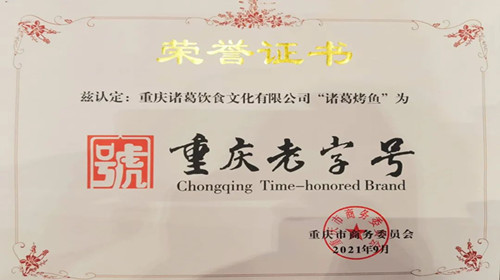 荣誉证书
兹认定：重庆诸葛饮食文化有限公司“诸葛烤鱼”为
號 重庆老字号
Chongqing Time-honored Brand
重庆市商务委员会
2021年9月